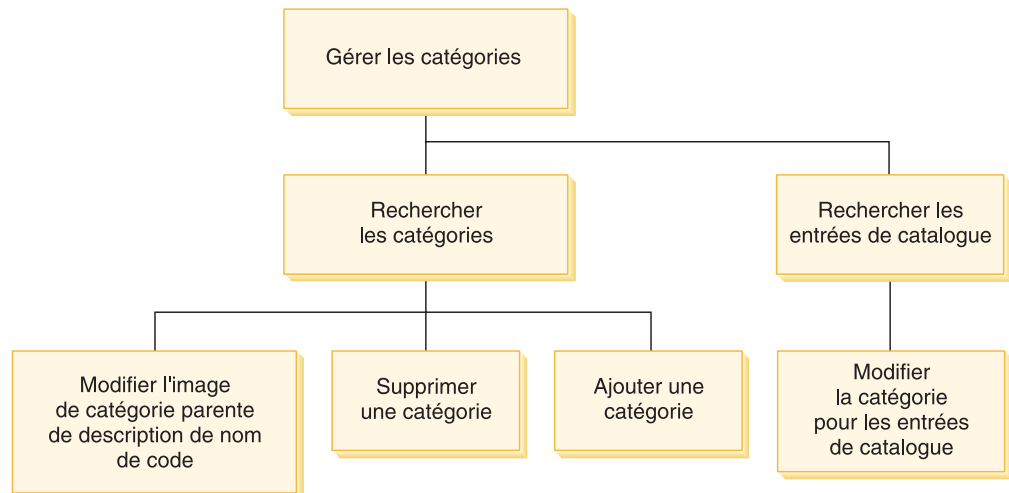 Gérer les catégories
Rechercher
les catégories
Rechercher les
entrées de catalogue
Modifier l'image
de catégorie parente
de description de nom
de code
Supprimer
une catégorie
Ajouter une
catégorie
Modifier
la catégorie
pour les entrées
de catalogue